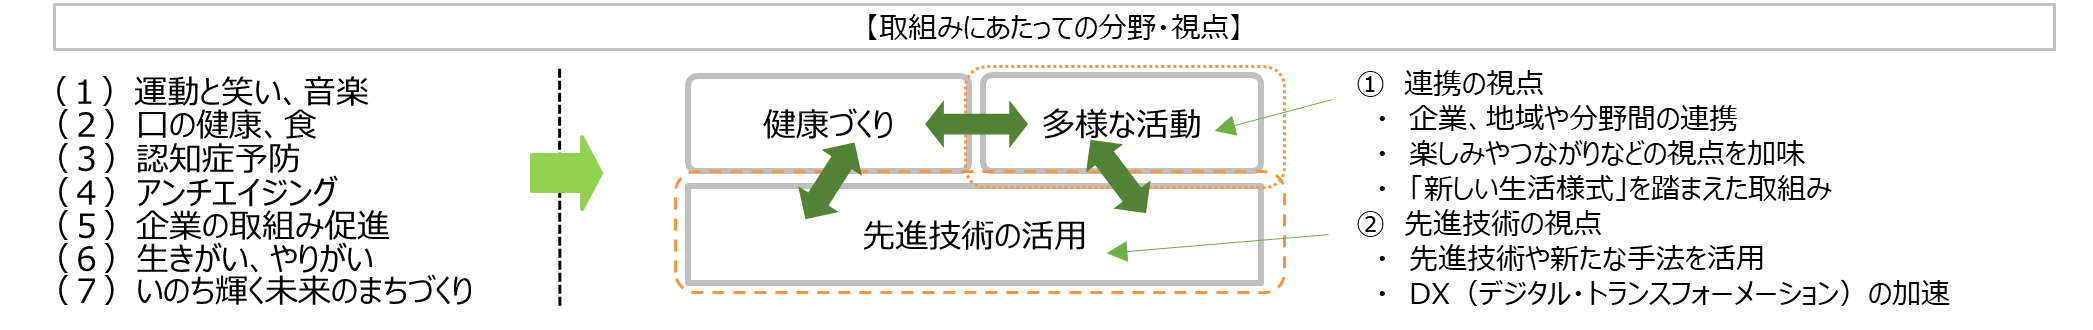 【取組みにあたっての分野・視点】
（１）運動と笑い、音楽
（２）口の健康、食
（３）認知症予防
（４）アンチエイジング
（５）企業の取組み促進
（６）生きがい、やりがい
（７）いのち輝く未来のまちづくり
健康づくり
多様な活動
先進技術の活用
① 連携の視点
・ 企業、地域や分野間の連携
・ 楽しみやつながりなどの視点を加味
・ 「新しい生活様式」を踏まえた取組み
② 先進技術の視点
・ 先進技術や新たな手法を活用
・ DX（デジタル・トランスフォーメーション）の加速